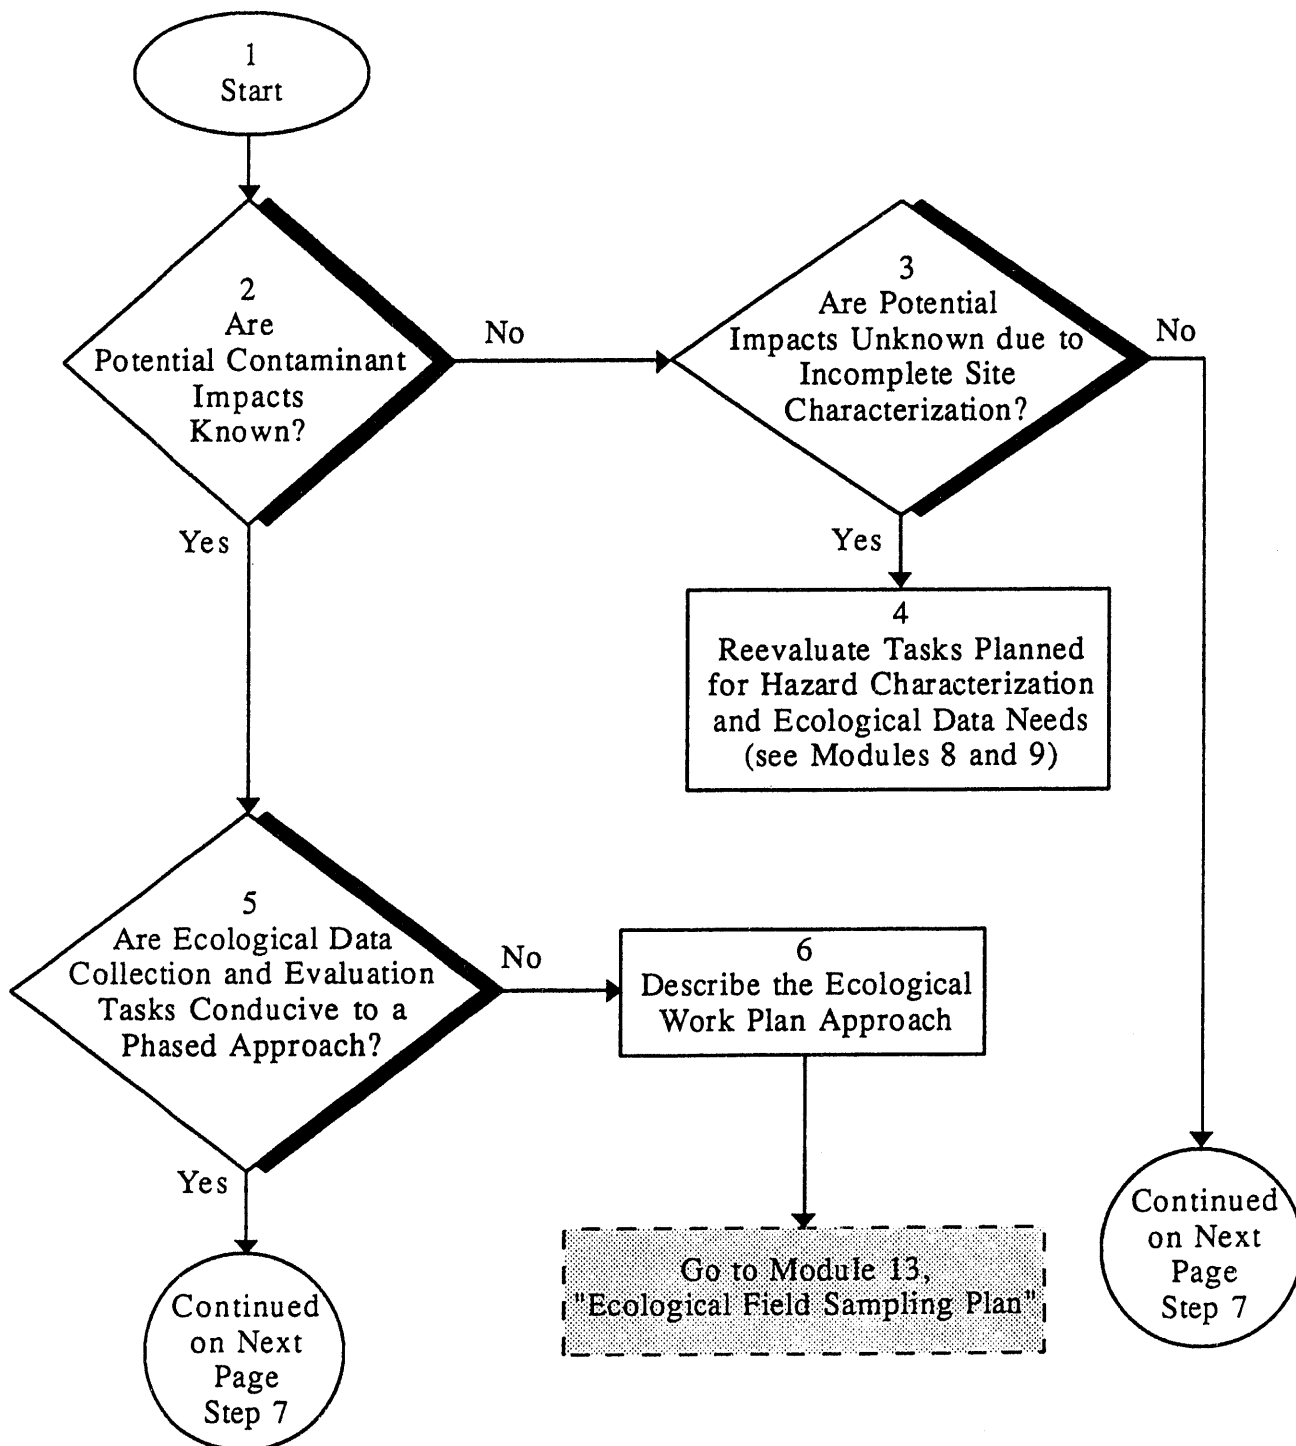 1
Start
2
Are
Potential Contaminant
Impacts
Known?
No
Yes
3
Are Potential
Impacts Unknown due to
Incomplete Site
Characterization?
No
Yes
4
Reevaluate Tasks Planned
for Hazard Characterization
and Ecological Data Needs
(see Modules 8 and 9)
5
Are Ecological Data
Collection and Evaluation
Tasks Conducive to a
Phased Approach?
No
Yes
6
Describe the Ecological
Work Plan Approach
Go to Module 13,
"Ecological Field Sampling Plan"
Continued
on Next
Page
Step 7
Continued
on Next
Page
Step 7